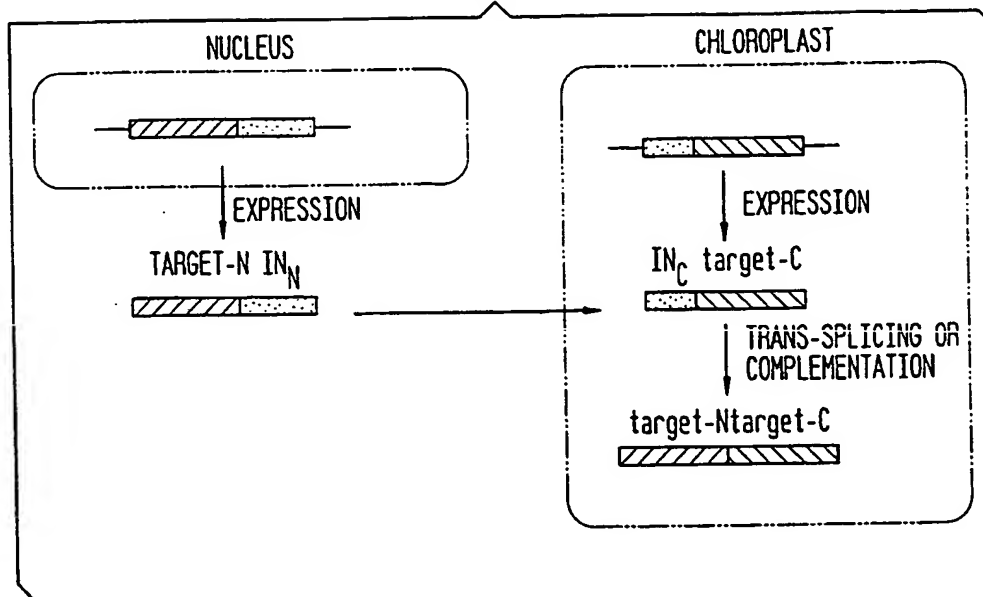 NUCLEUS
EXPRESSION
TARGET-N IN_N
CHLOROPLAST
EXPRESSION
IN_C target-C
TRANS-SPLICING OR
COMPLEMENTATION
target-Ntarget-C